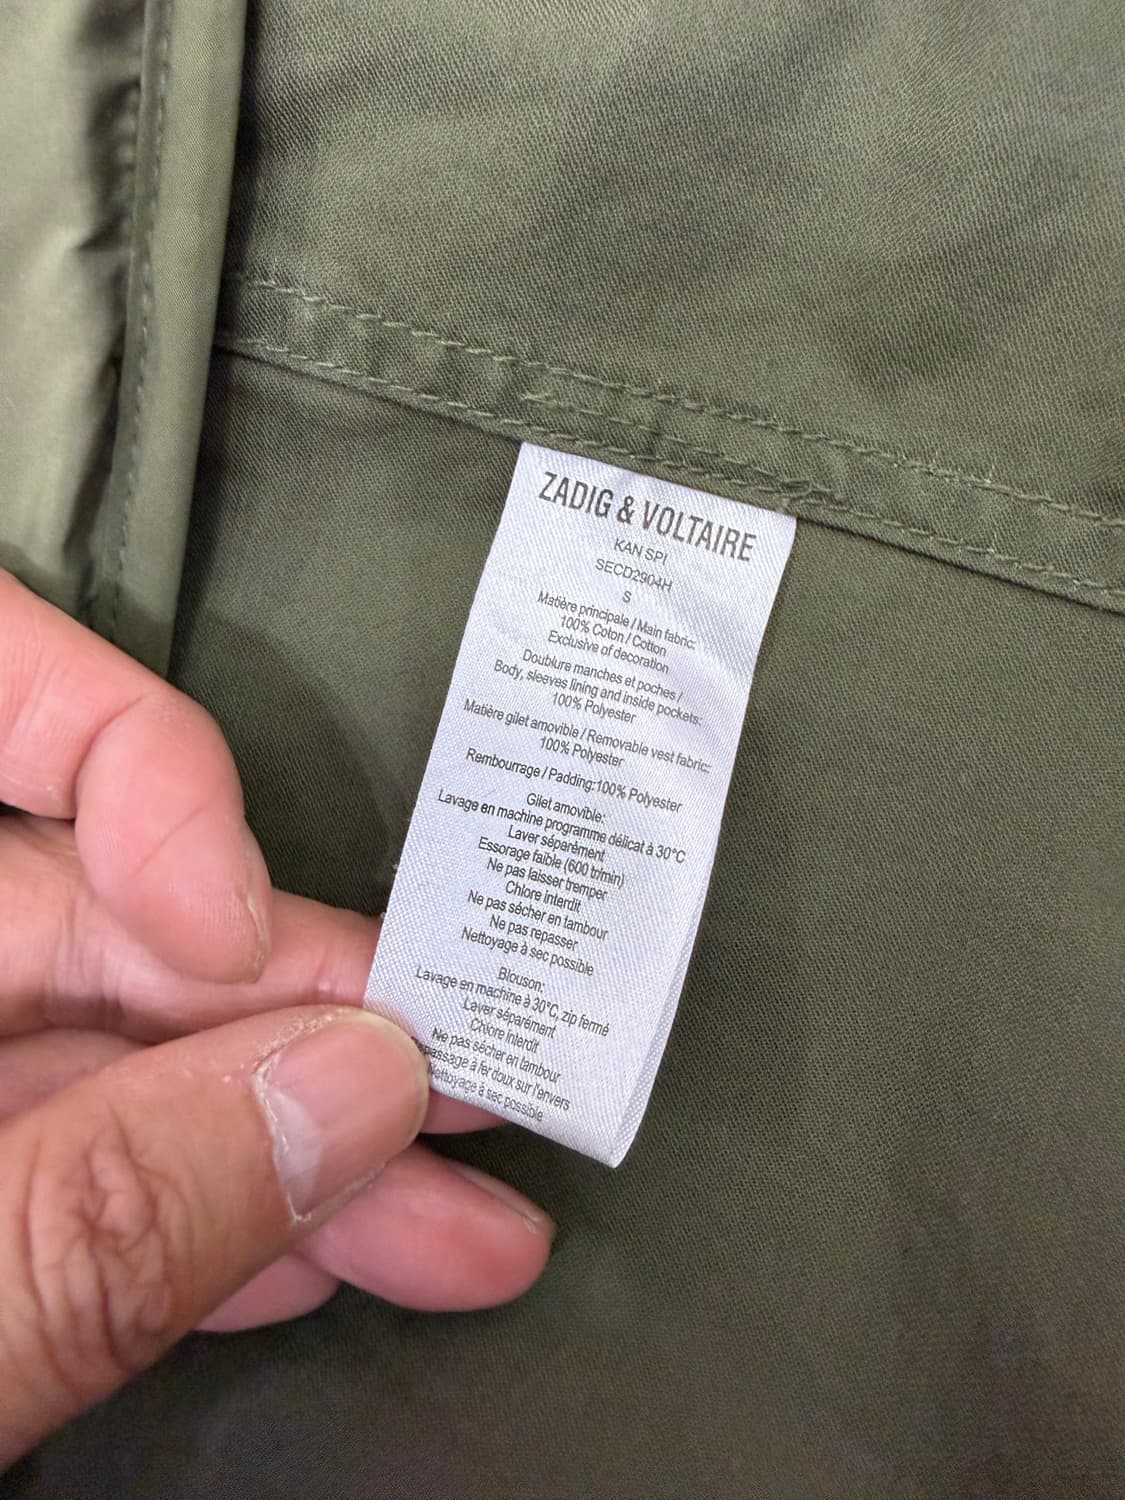 ZADIG & VOLTAIRE
KAN SPI
SECD2904H
S
Matière principale / Main fabric:
100% Coton / Cotton
Exclusive of decoration
Doublure manches et poches /
Body, sleeves lining and inside pockets:
100% Polyester
Matière gilet amovible / Removable vest fabric:
100% Polyester
Rembourrage / Padding:100% Polyester
Gilet amovible:
Lavage en machine programme délicat à 30°C
Laver séparément
Essorage faible (600 tr/min)
Ne pas laisser tremper
Chlore interdit
Ne pas sécher en tambour
Ne pas repasser
Nettoyage à sec possible
Blouson:
Lavage en machine à 30°C, zip fermé
Laver séparément
Chlore interdit
Ne pas sécher en tambour
epassage à fer doux sur l'envers
ettoyage à sec possible